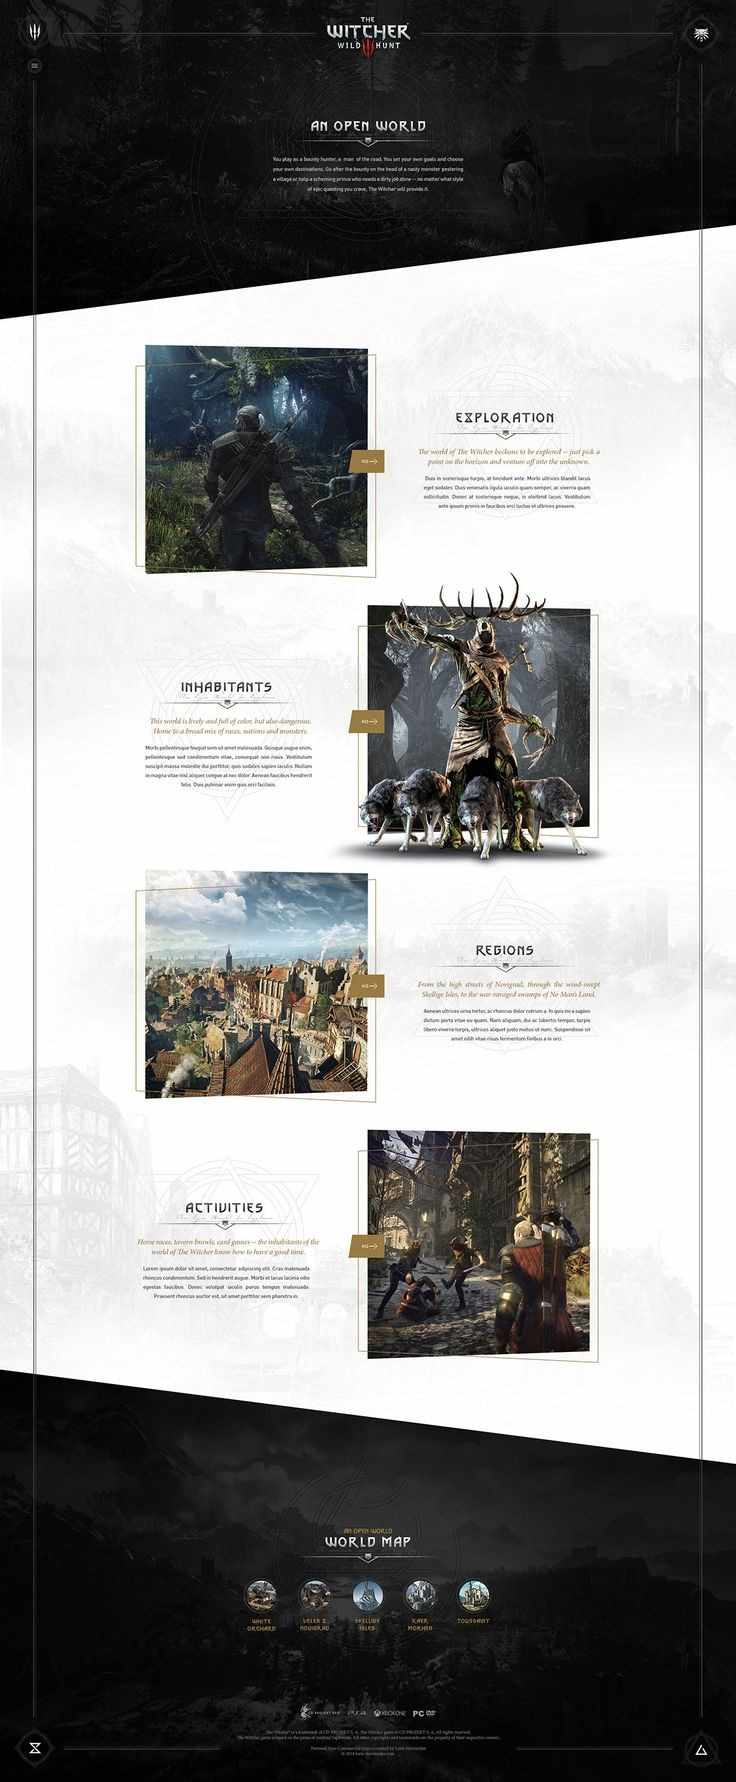 THE
WITCHER
WILD HUNT
AN OPEN WORLD
You play as a bounty hunter, a man of the road. You set your own goals and choose
your own destinations. Go after the bounty on the head of a nasty monster pestering
a village or help a scheming prince who needs a dirty job done – no matter what style
of epic questing you crave, The Witcher will provide it.
EXPLORATION
The world of The Witcher beckons to be explored – just pick a
point on the horizon and venture off into the unknown.
Duis in scelerisque turpis, at tincidunt ante. Morbi ultrices blandit lacus
eget sodales. Duis venenatis ligula iaculis quam semper, ac viverra quam
sollicitudin. Donec at scelerisque neque, in eleifend lacus. Vestibulum
ante ipsum primis in faucibus orci luctus et ultrices posuere.
GO
INHABITANTS
This world is lively and full of color, but also dangerous.
Home to a broad mix of races, nations and monsters.
Morbi pellentesque feugiat sem sit amet malesuada. Quisque augue enim,
pellentesque sed condimentum vitae, consequat non risus. Vestibulum
suscipit massa molestie dui porttitor, quis sodales sapien iaculis. Nullam
in magna vitae nisl aliquet congue at nec dolor. Aenean faucibus hendrerit
felis. Duis pulvinar enim quis orci facilisis.
GO
REGIONS
From the high streets of Novigrad, through the wind-swept
Skellige Isles, to the war-ravaged swamps of No Man's Land.
Aenean ultrices urna tortor, ac rhoncus dolor rutrum a. In quis mi a sapien
dictum porta vitae eu quam. Nam aliquam, dui ac lobortis tempor, turpis
libero viverra turpis, ultrices aliquet justo metus ut nunc. Suspendisse sit
amet nibh vitae risus fermentum finibus a in orci.
GO
ACTIVITIES
Horse races, tavern brawls, card games – the inhabitants of the
world of The Witcher know how to have a good time.
Lorem ipsum dolor sit amet, consectetur adipiscing elit. Cras malesuada
rhoncus condimentum. Sed in hendrerit augue. Morbi et lacus lacinia odio
egestas faucibus. Donec volutpat iaculis purus tempus malesuada.
Praesent rhoncus auctor est, sit amet porttitor sem pharetra in.
GO
AN OPEN WORLD
WORLD MAP
WHITE
ORCHARD
VELEN &
NOVIGRAD
SKELLIGE
ISLES
KAER
MORHEN
TOUSSAINT
CD PROJEKT RED PS4 XBOX ONE PC DVD